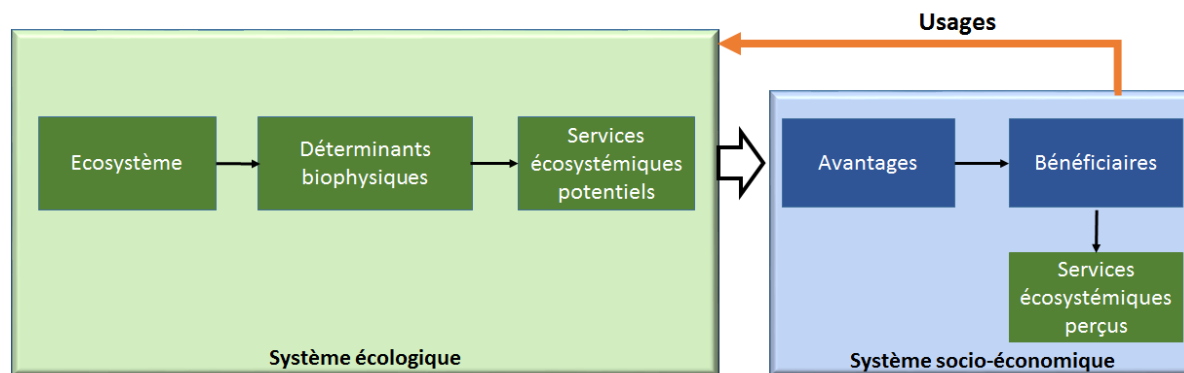 Usages
Ecosystème
Déterminants
biophysiques
Services
écosystémiques
potentiels
Avantages
Bénéficiaires
Services
écosystémiques
perçus
Système écologique
Système socio-économique